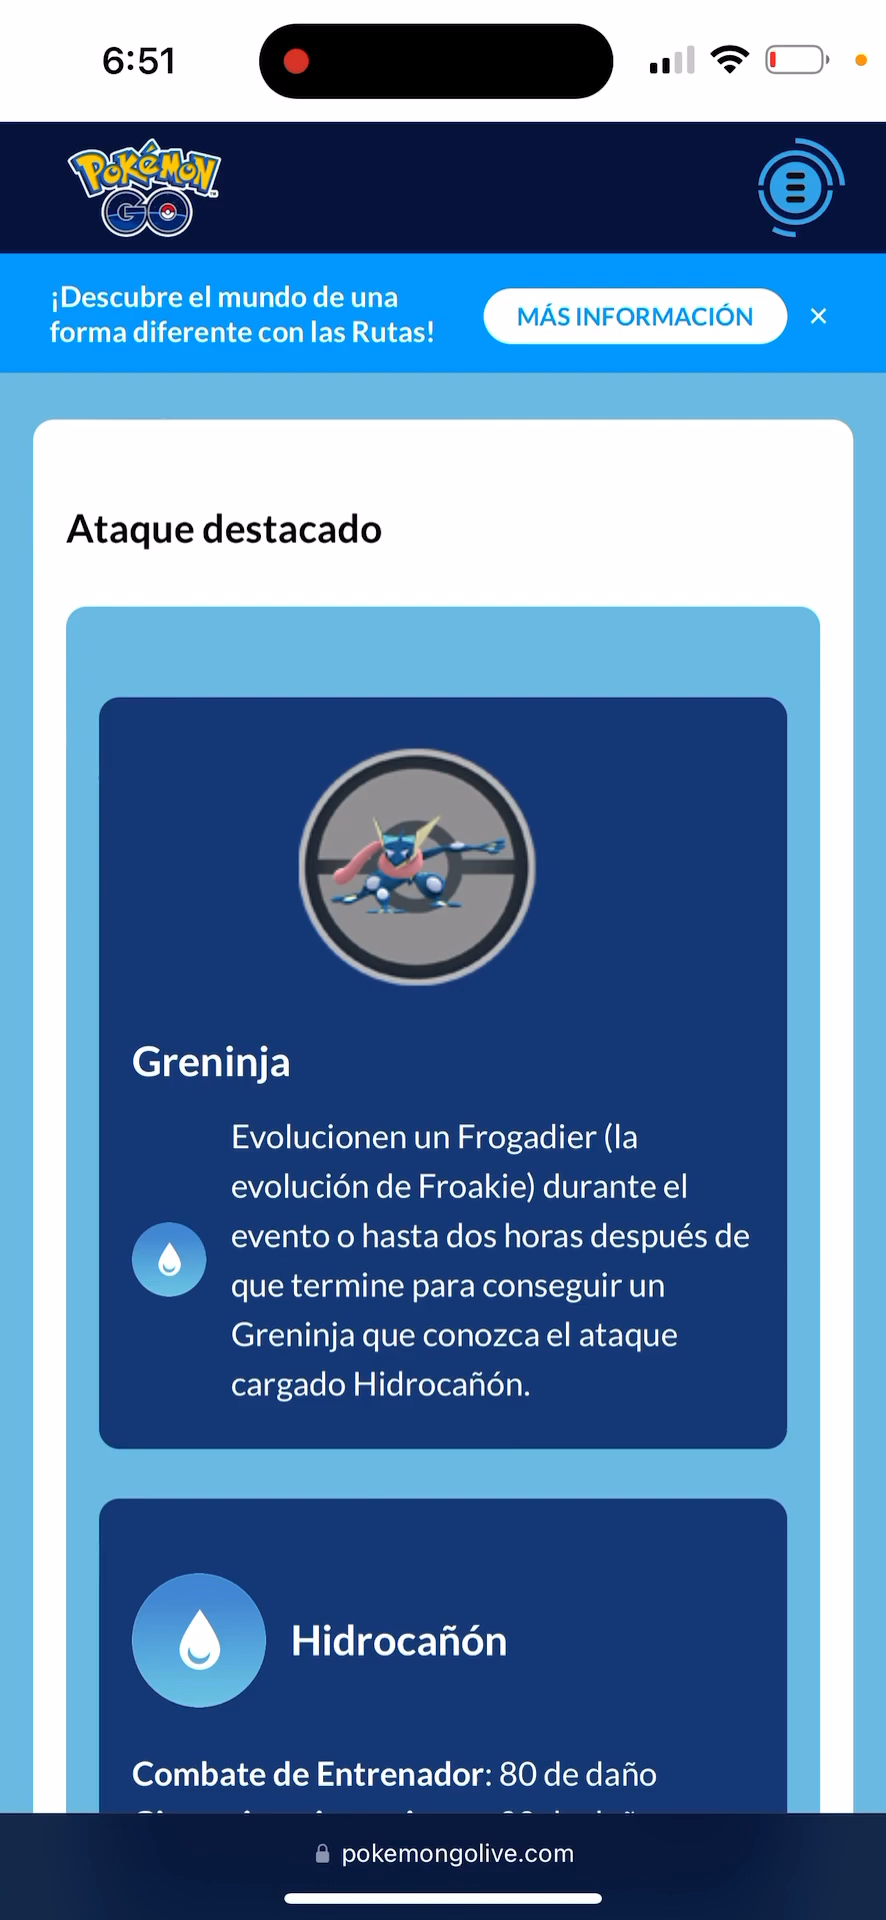 6:51
POKÉMON
GO
¡Descubre el mundo de una
forma diferente con las Rutas!
MÁS INFORMACIÓN
Ataque destacado
Greninja
Evolucionen un Frogadier (la
evolución de Froakie) durante el
evento o hasta dos horas después de
que termine para conseguir un
Greninja que conozca el ataque
cargado Hidrocañón.
Hidrocañón
Combate de Entrenador: 80 de daño
pokemongolive.com